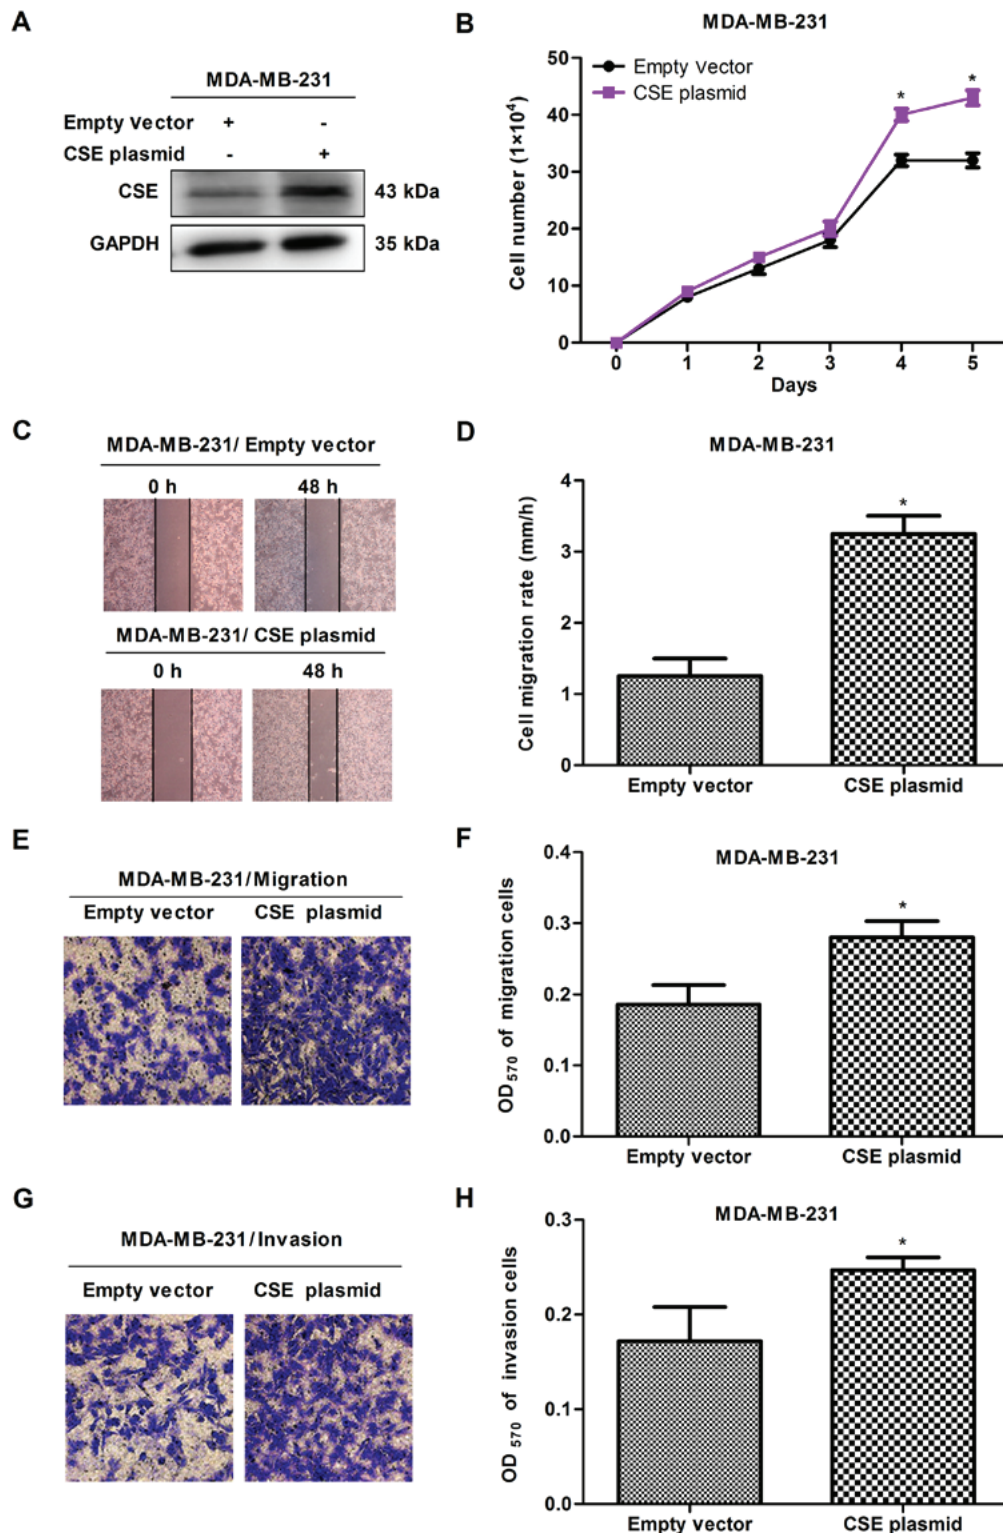 A
MDA-MB-231
Empty vector + -
CSE plasmid - +
CSE 43 kDa
GAPDH 35 kDa
B
MDA-MB-231
Empty vector
CSE plasmid
Cell number (1×10⁴)
50
40
30
20
10
0
* *
0 1 2 3 4 5
Days
C
MDA-MB-231/ Empty vector
0 h 48 h
MDA-MB-231/ CSE plasmid
0 h 48 h
D
MDA-MB-231
Cell migration rate (mm/h)
4
3
2
1
0
*
Empty vector CSE plasmid
E
MDA-MB-231/Migration
Empty vector CSE plasmid
F
MDA-MB-231
OD₅₇₀ of migration cells
0.4
0.3
0.2
0.1
0.0
*
Empty vector CSE plasmid
G
MDA-MB-231/Invasion
Empty vector CSE plasmid
H
MDA-MB-231
OD₅₇₀ of invasion cells
0.3
0.2
0.1
0.0
*
Empty vector CSE plasmid